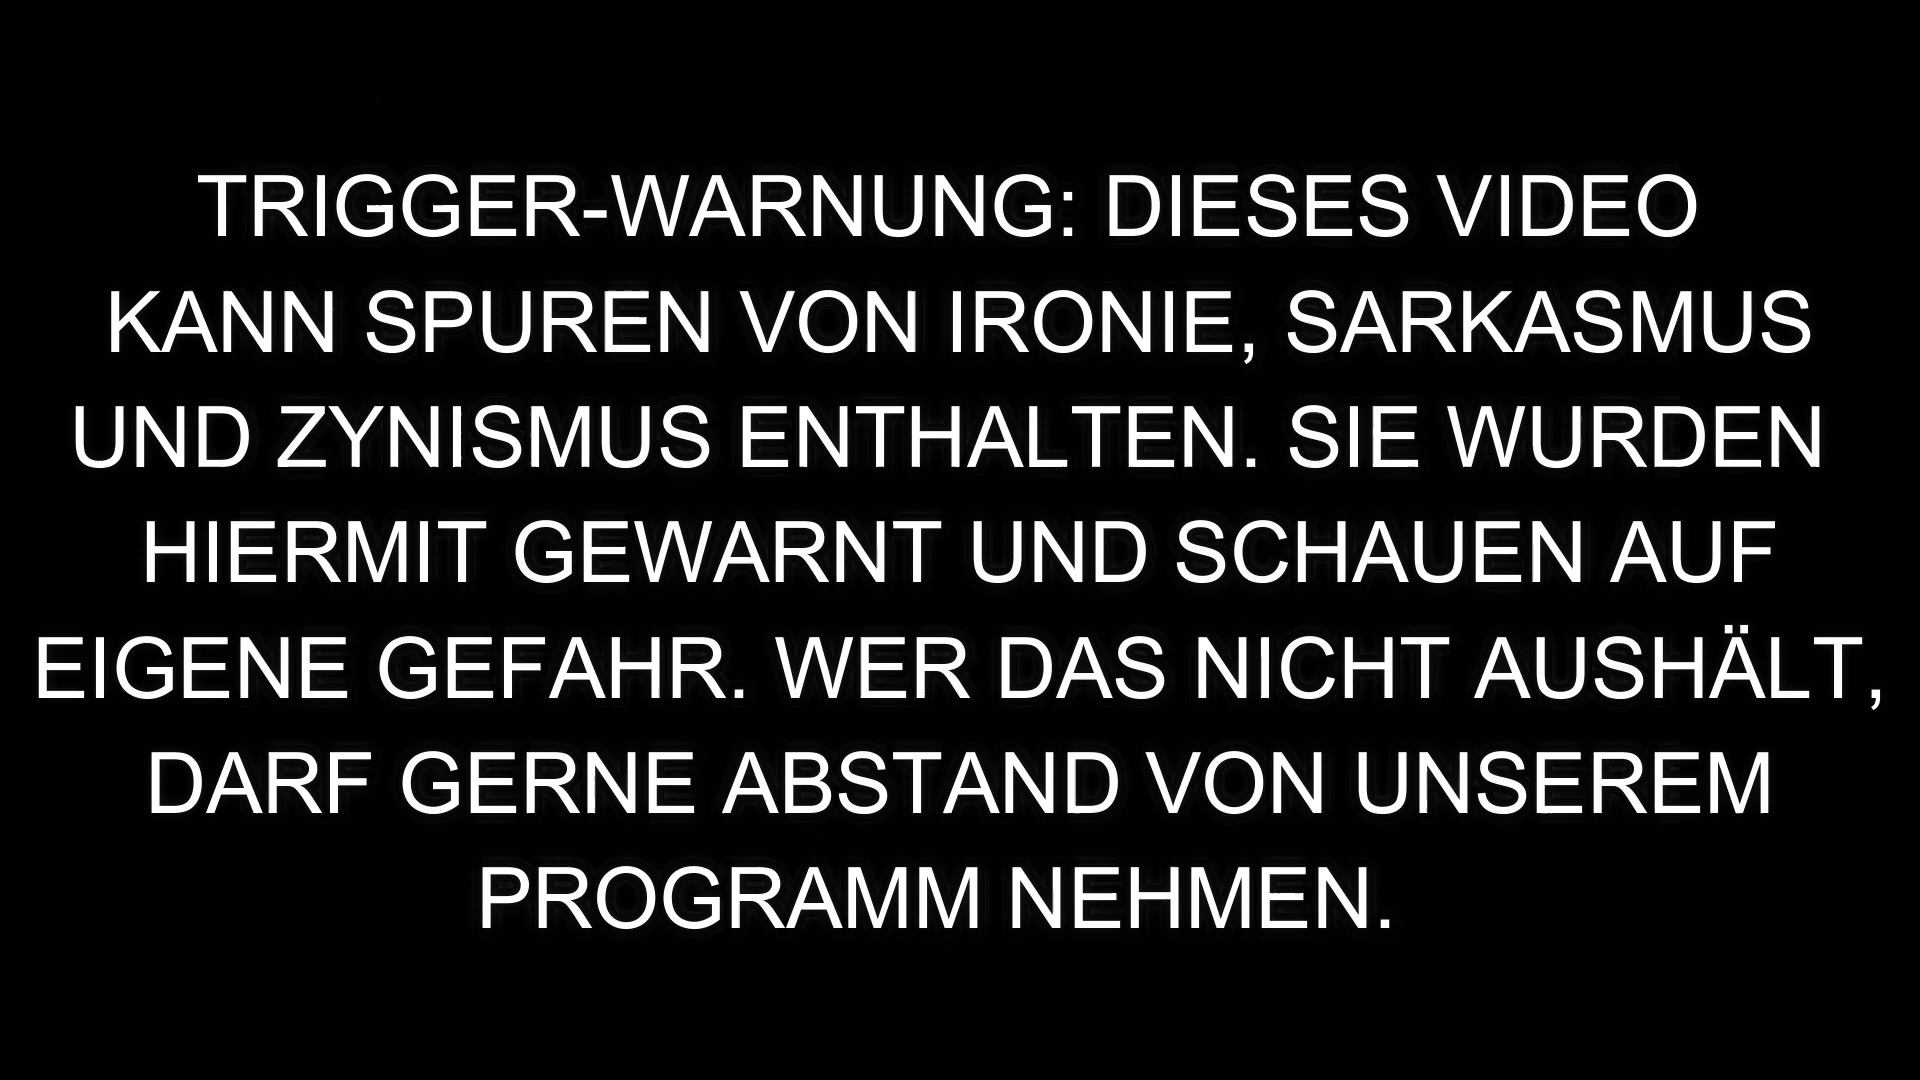 TRIGGER-WARNUNG: DIESES VIDEO
KANN SPUREN VON IRONIE, SARKASMUS
UND ZYNISMUS ENTHALTEN. SIE WURDEN
HIERMIT GEWARNT UND SCHAUEN AUF
EIGENE GEFAHR. WER DAS NICHT AUSHÄLT,
DARF GERNE ABSTAND VON UNSEREM
PROGRAMM NEHMEN.